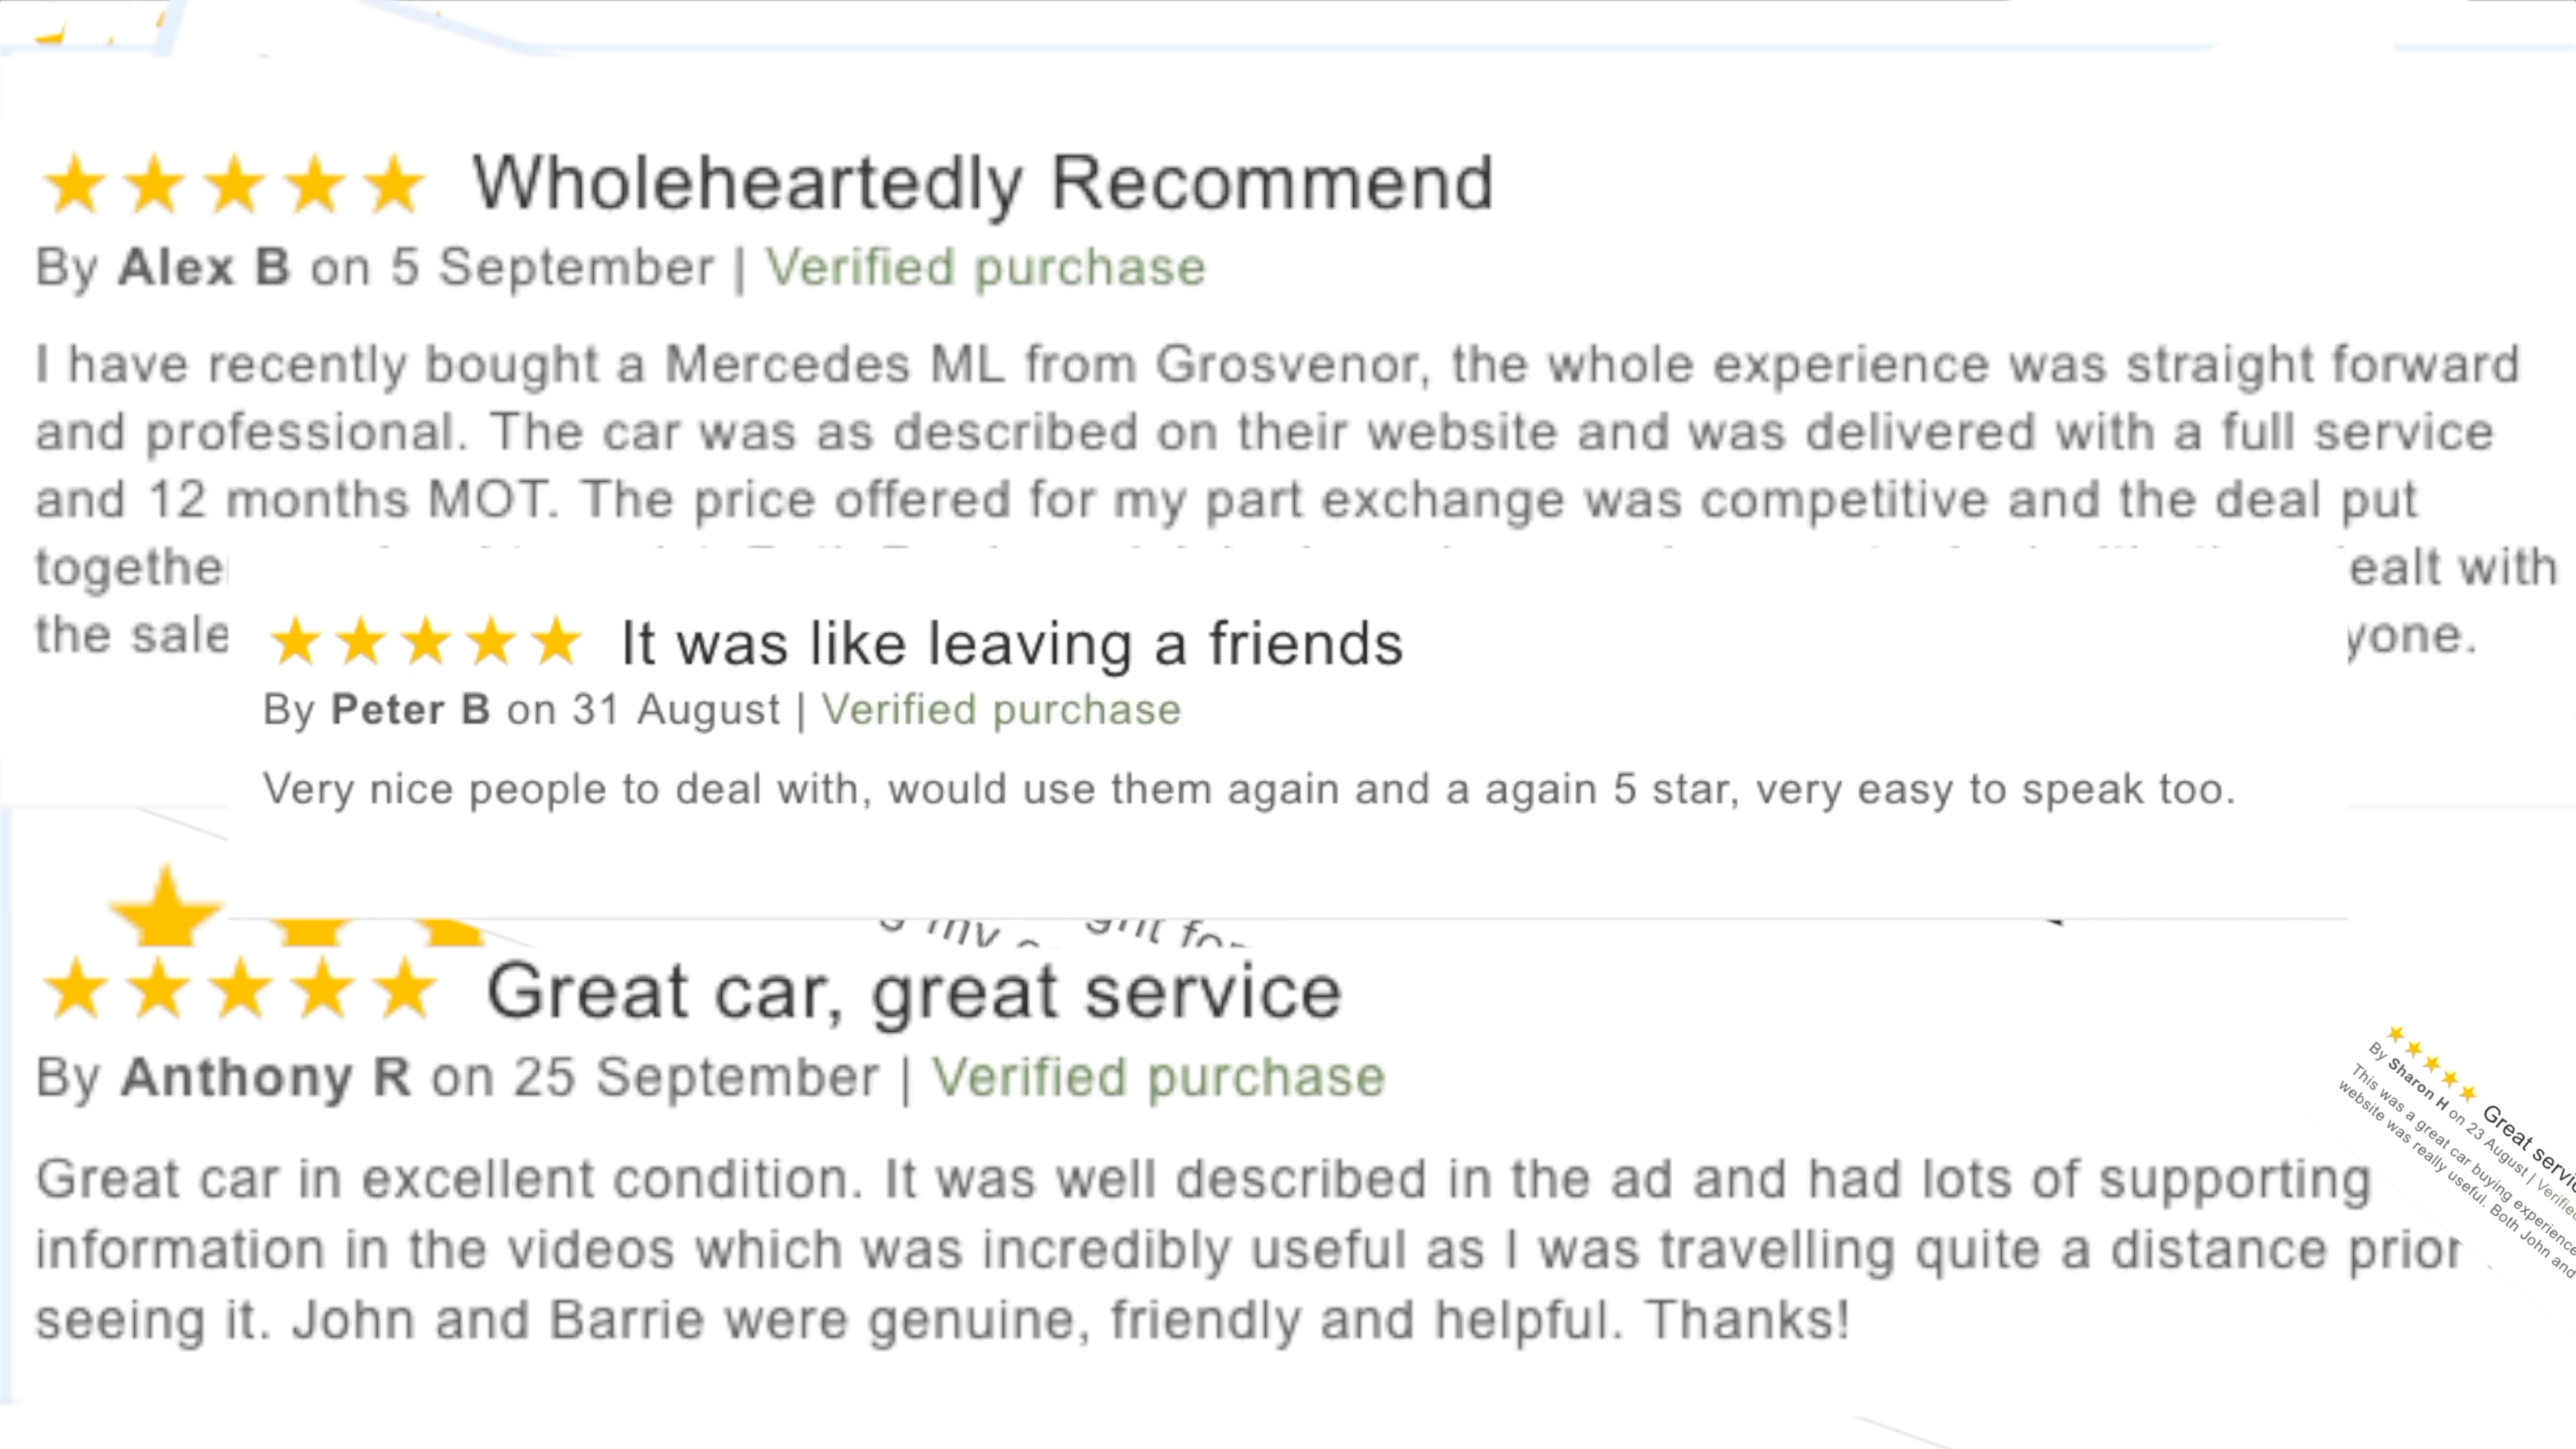 Wholeheartedly Recommend
By Alex B on 5 September | Verified purchase
I have recently bought a Mercedes ML from Grosvenor, the whole experience was straight forward
and professional. The car was as described on their website and was delivered with a full service
and 12 months MOT. The price offered for my part exchange was competitive and the deal put
with
the
It was like leaving a friends
By Peter B on 31 August | Verified purchase
Very nice people to deal with, would use them again and a again 5 star, very easy to speak too.
Great car, great service
By Anthony R on 25 September | Verified purchase
Great car in excellent condition. It was well described in the ad and had lots of supporting
information in the videos which was incredibly useful as I was travelling quite a distance prior
seeing it. John and Barrie were genuine, friendly and helpful. Thanks!
Great
By Sharon H on 23 August |
This was a great car buying experience
website was really useful. Both John and